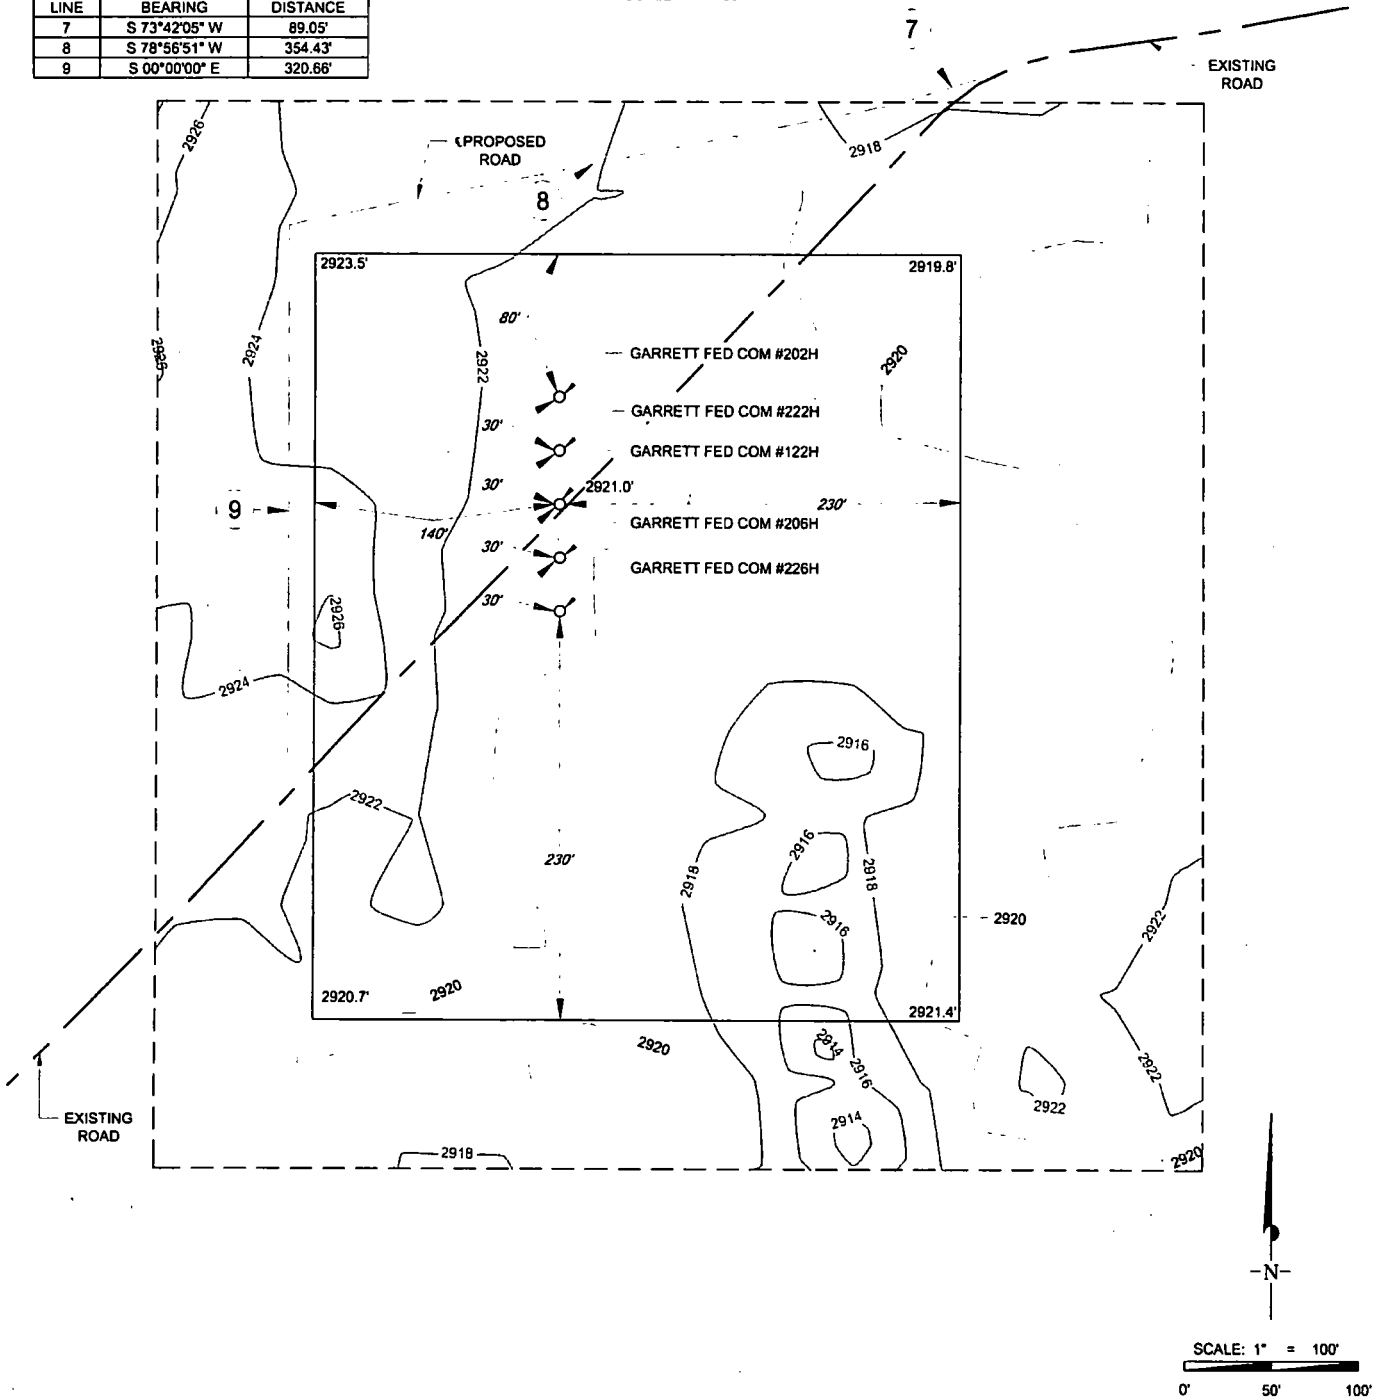 LINE BEARING DISTANCE
7 S 73°42'05" W 89.05'
8 S 78°56'51" W 354.43'
9 S 00°00'00" E 320.66'
7
EXISTING
ROAD
2926
PROPOSED
ROAD
2918
8
2923.5'
2919.8'
80'
2926
2924
2922
GARRETT FED COM #202H
2920
GARRETT FED COM #222H
30'
GARRETT FED COM #122H
30'
2921.0'
9
230'
140'
GARRETT FED COM #206H
30'
GARRETT FED COM #226H
30'
2926
2924
2916
2922
2916
230'
2918
2918
2916
2920
2922
2920.7'
2920
2921.4'
2920
2914
2916
2922
2922
EXISTING
ROAD
2914
2918
2920
-N-
SCALE: 1" = 100'
0' 50' 100'